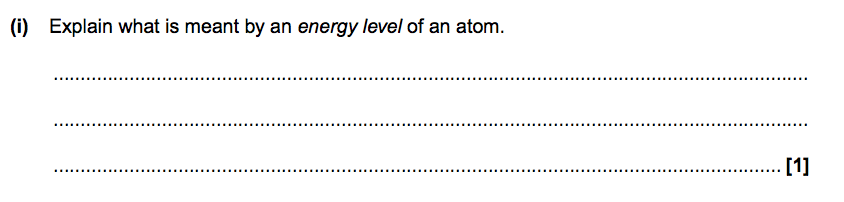 (i) Explain what is meant by an energy level of an atom.
[1]